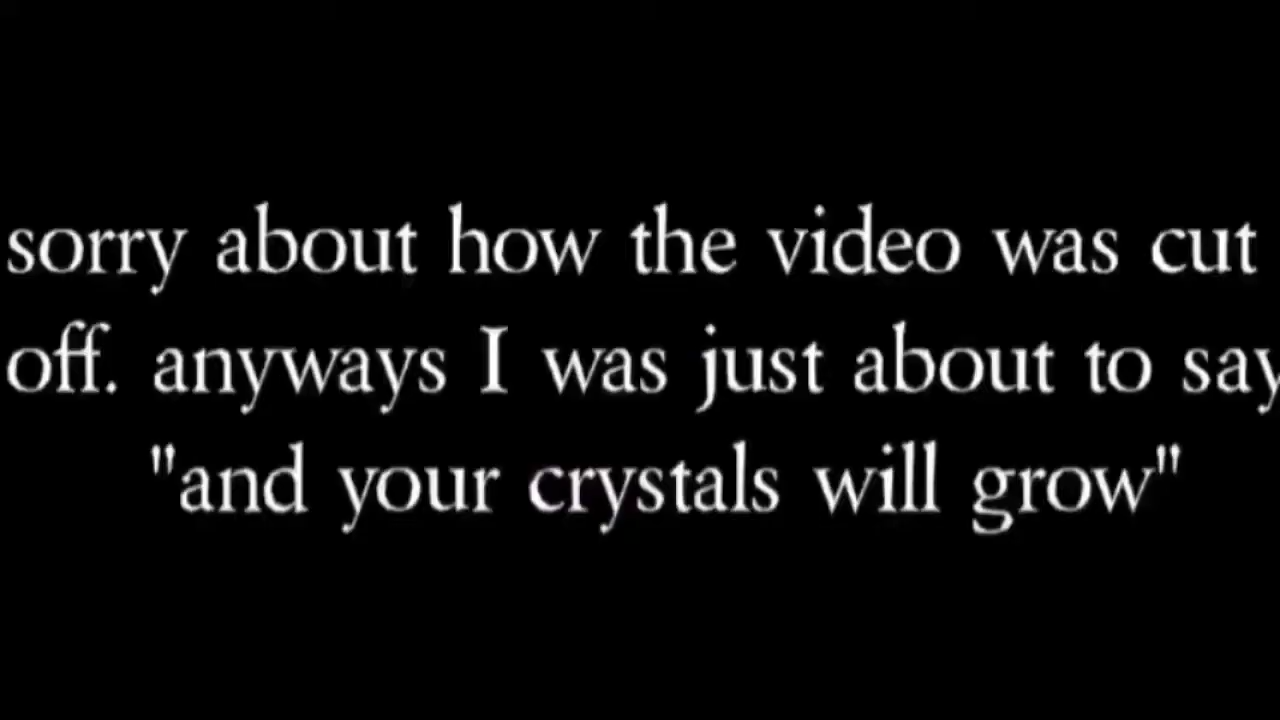 sorry about how the video was cut
off. anyways I was just about to say
"and your crystals will grow"